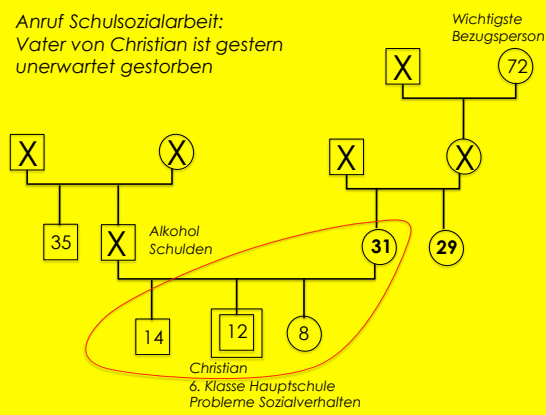 Anruf Schulsozialarbeit:
Vater von Christian ist gestern
unerwartet gestorben
Wichtigste
Bezugsperson
X
72
X
X
X
X
35
X
Alkohol
Schulden
31
29
14
12
8
Christian
6. Klasse Hauptschule
Probleme Sozialverhalten